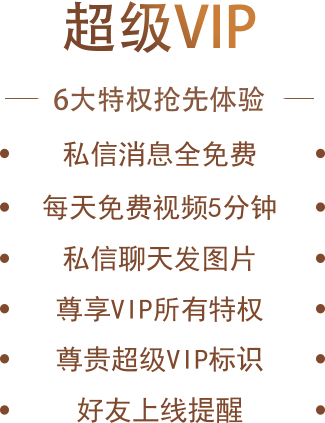 超级VIP
6大特权抢先体验
私信消息全免费
每天免费视频5分钟
私信聊天发图片
尊享VIP所有特权
尊贵超级VIP标识
好友上线提醒